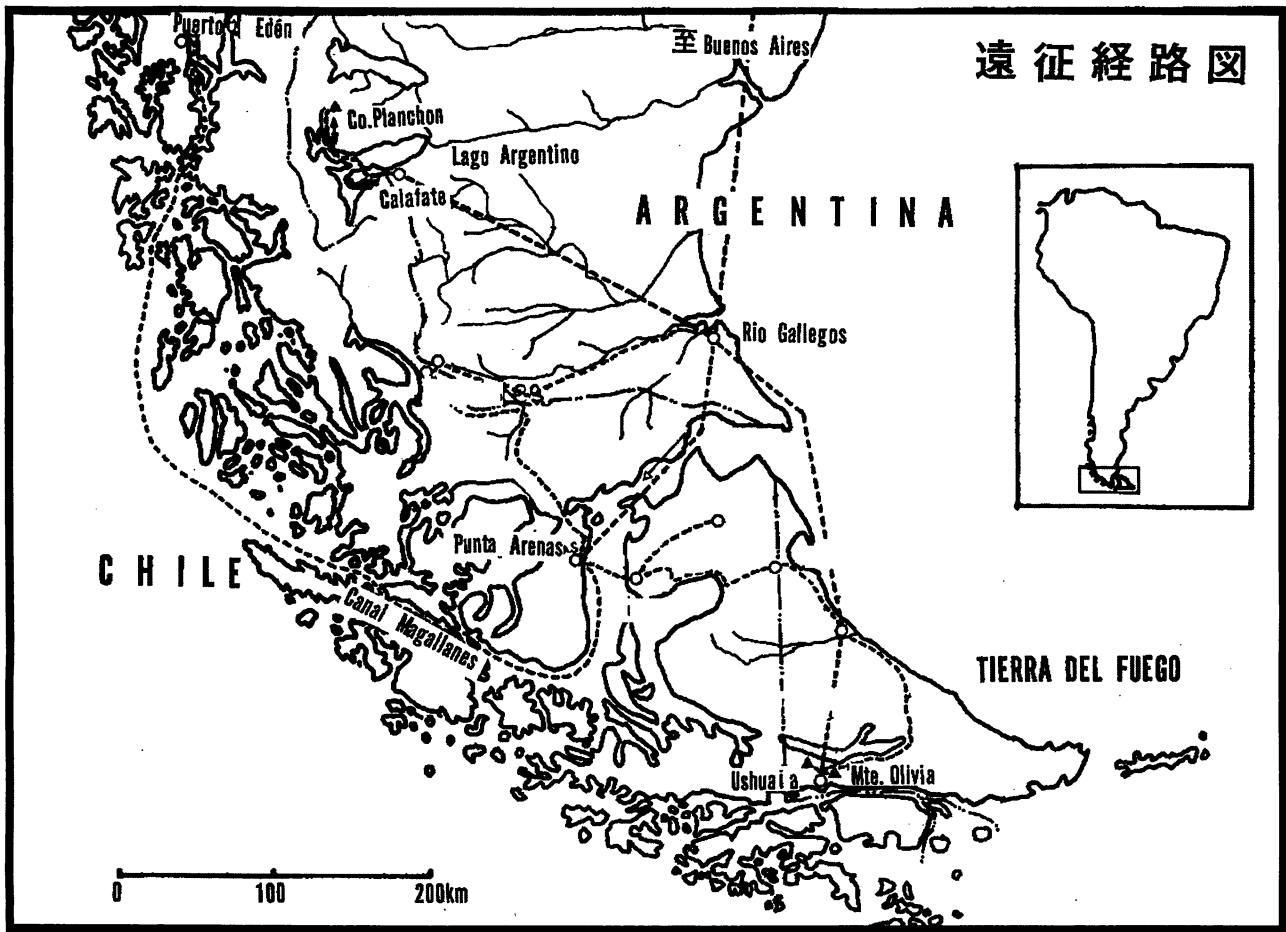 遠征経路図
Puerto Edén
至 Buenos Aires
Co.Planchon
Lago Argentino
Calafate
ARGENTINA
Rio Gallegos
Punta Arenas
CHILE
Canal Magallanes
TIERRA DEL FUEGO
Ushuaia
Mte. Olivia
0 100 200km